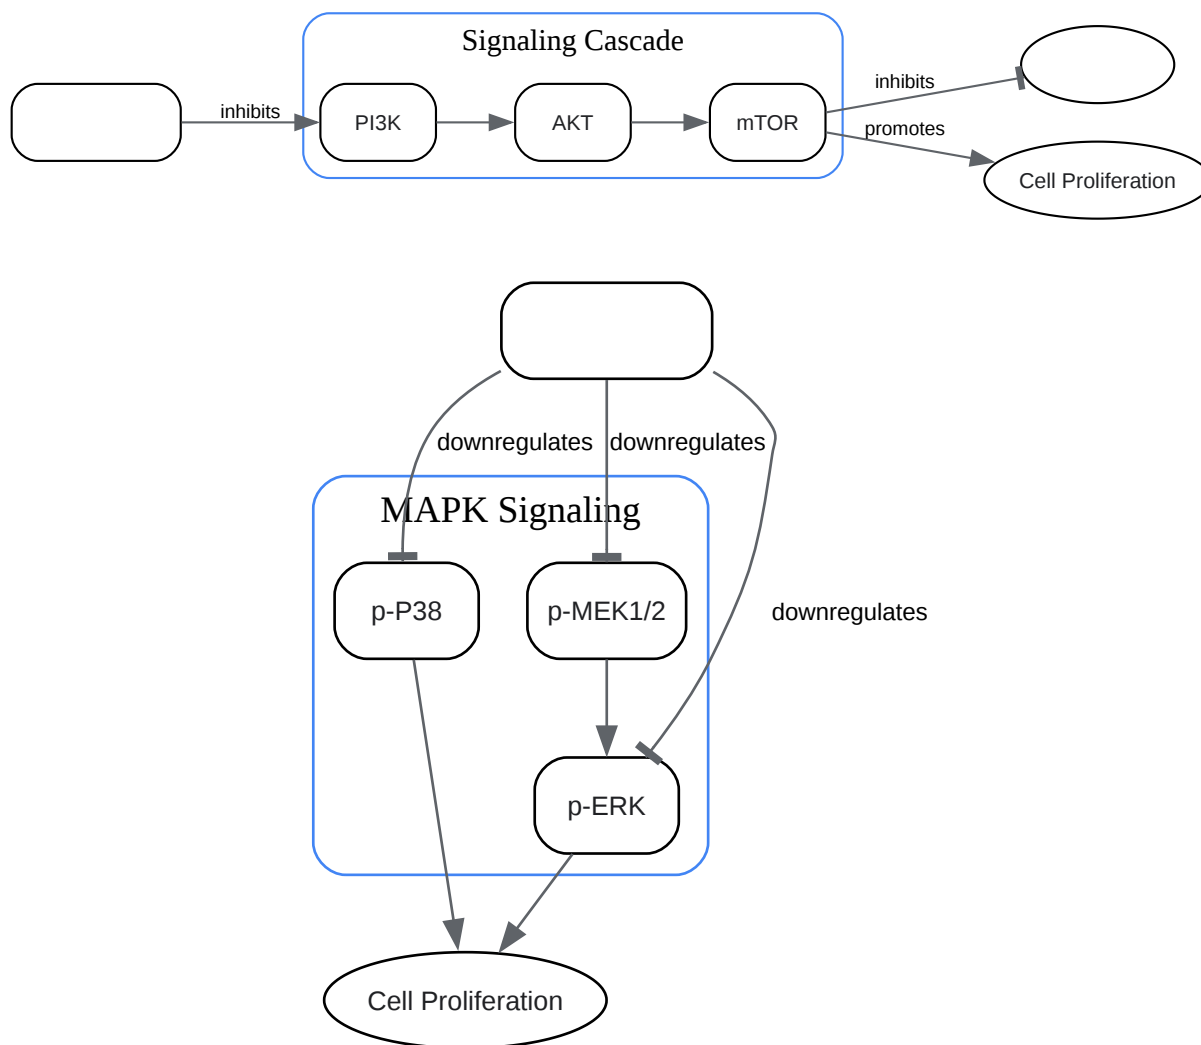 Signaling Cascade
inhibits
PI3K
AKT
mTOR
inhibits
promotes
Cell Proliferation
downregulates
downregulates
MAPK Signaling
p-P38
p-MEK1/2
downregulates
p-ERK
Cell Proliferation